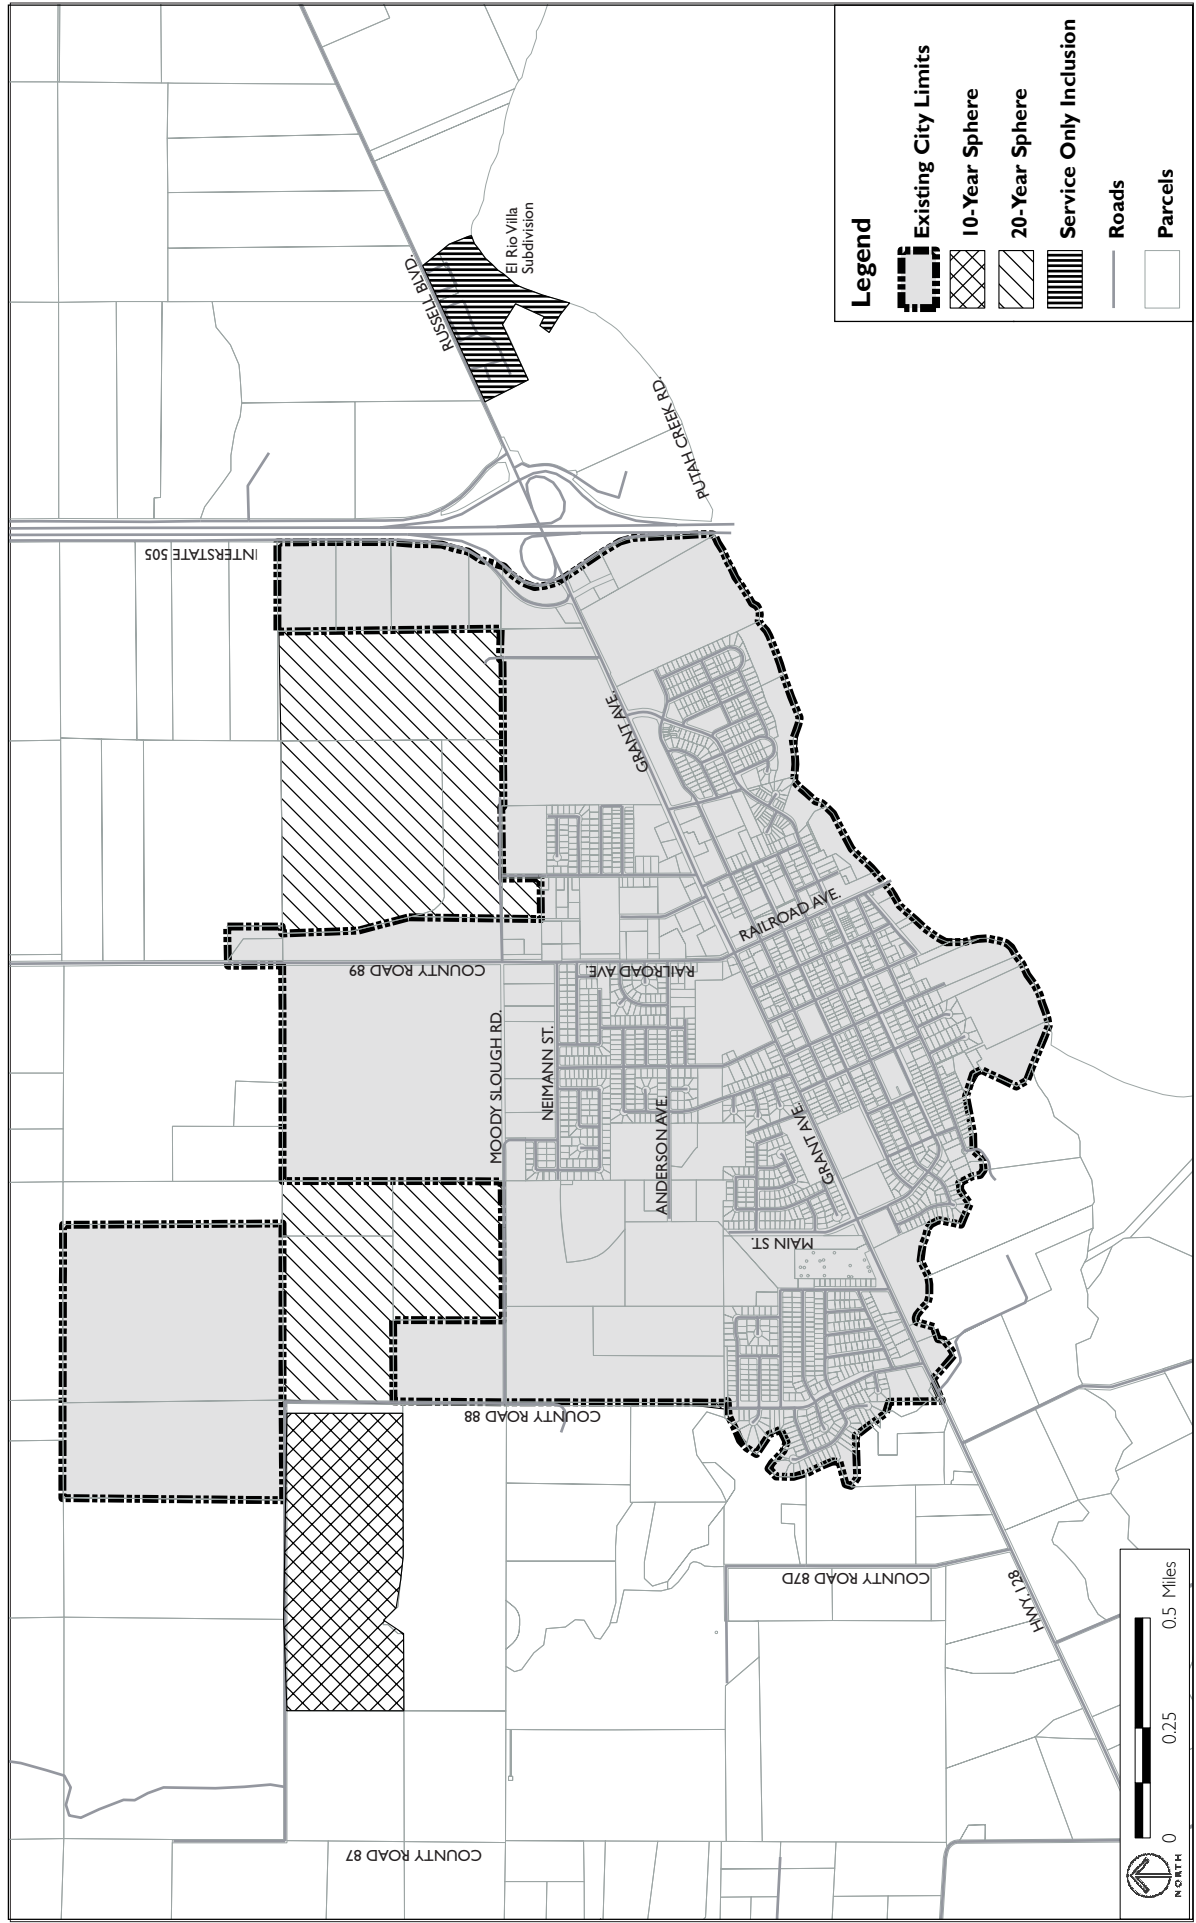 RUSSELL BLVD.
El Rio Villa
Subdivision
PUTAH CREEK RD.
INTERSTATE 505
GRANT AVE.
RAILROAD AVE.
COUNTY ROAD 89
RAILROAD AVE.
MOODY SLOUGH RD.
NEIMANN ST.
ANDERSON AVE.
GRANT AVE.
MAIN ST.
COUNTY ROAD 88
COUNTY ROAD 87D
HWY. 128
COUNTY ROAD 87
Legend
Existing City Limits
10-Year Sphere
20-Year Sphere
Service Only Inclusion
Roads
Parcels
NORTH
0 0.25 0.5 Miles